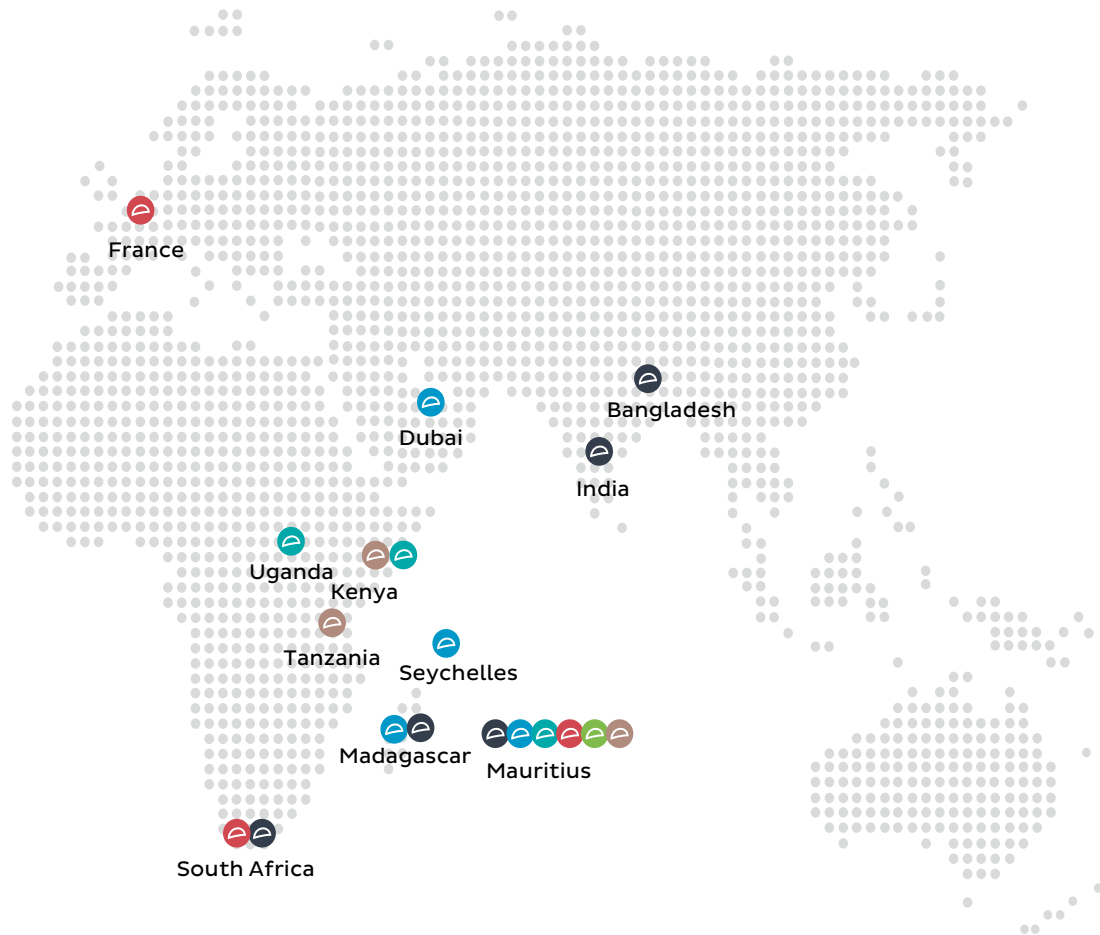 France
Bangladesh
Dubai
India
Uganda
Kenya
Tanzania
Seychelles
Madagascar
Mauritius
South Africa